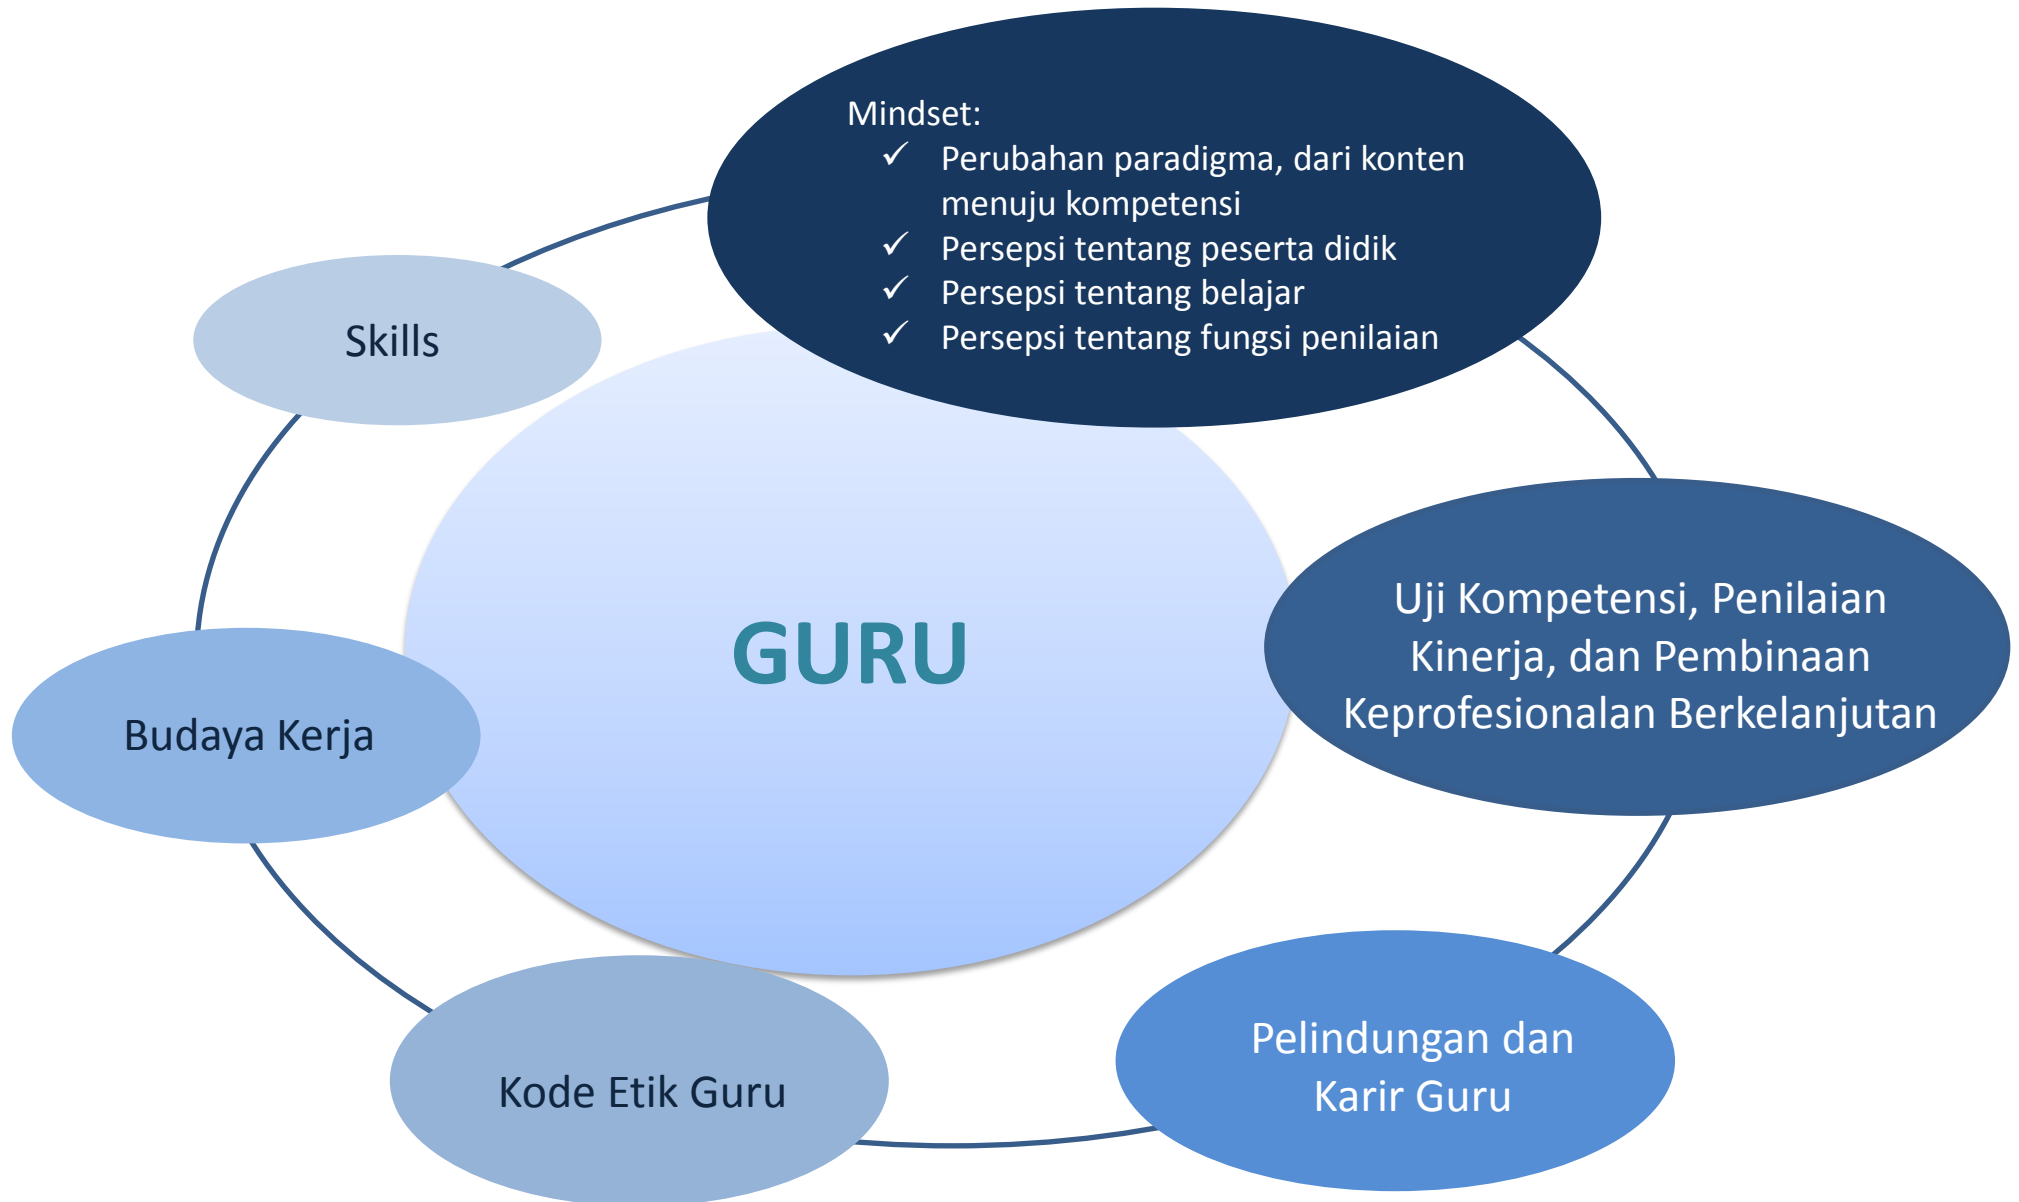 Mindset:
✓ Perubahan paradigma, dari konten
menuju kompetensi
✓ Persepsi tentang peserta didik
✓ Persepsi tentang belajar
✓ Persepsi tentang fungsi penilaian
Skills
GURU
Uji Kompetensi, Penilaian
Kinerja, dan Pembinaan
Keprofesionalan Berkelanjutan
Budaya Kerja
Pelindungan dan
Karir Guru
Kode Etik Guru